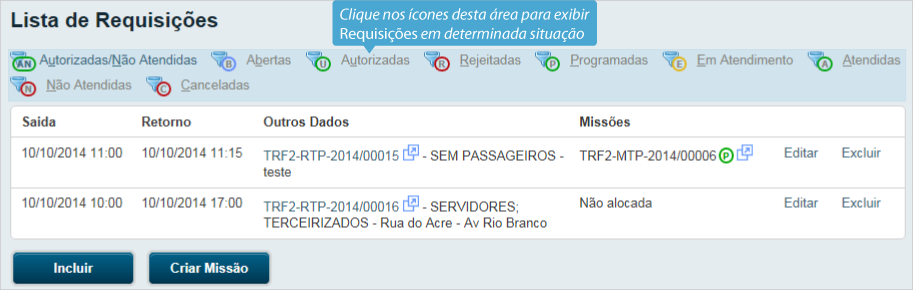 Lista de Requisições
Clique nos ícones desta área para exibir
Requisições em determinada situação
AN Autorizadas/Não Atendidas B Abertas U Autorizadas R Rejeitadas P Programadas E Em Atendimento A Atendidas
N Não Atendidas C Canceladas
Saída Retorno Outros Dados Missões
10/10/2014 11:00 10/10/2014 11:15 TRF2-RTP-2014/00015 - SEM PASSAGEIROS - TRF2-MTP-2014/00006 P Editar Excluir
teste
10/10/2014 10:00 10/10/2014 17:00 TRF2-RTP-2014/00016 - SERVIDORES; Não alocada Editar Excluir
TERCEIRIZADOS - Rua do Acre - Av Rio Branco
Incluir Criar Missão